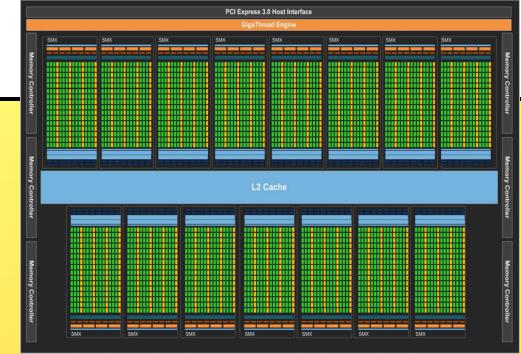 PCI Express 3.0 Host Interface
GigaThread Engine
SMX
SMX
SMX
SMX
SMX
SMX
SMX
SMX
Memory Controller
Memory Controller
Memory Controller
Memory Controller
Memory Controller
Memory Controller
L2 Cache
SMX
SMX
SMX
SMX
SMX
SMX
SMX